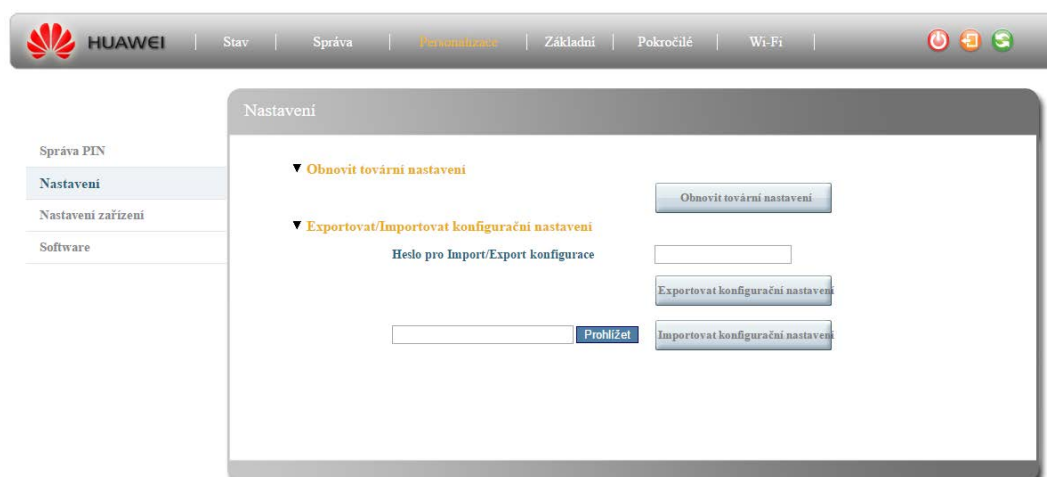 HUAWEI | Stav | Správa | Personalizace | Základní | Pokročilé | Wi-Fi |
Nastavení
Správa PIN
Nastavení
Nastavení zařízení
Software
▼ Obnovit tovární nastavení
Obnovit tovární nastavení
▼ Exportovat/Importovat konfigurační nastavení
Heslo pro Import/Export konfigurace
Exportovat konfigurační nastavení
Prohlížet
Importovat konfigurační nastavení